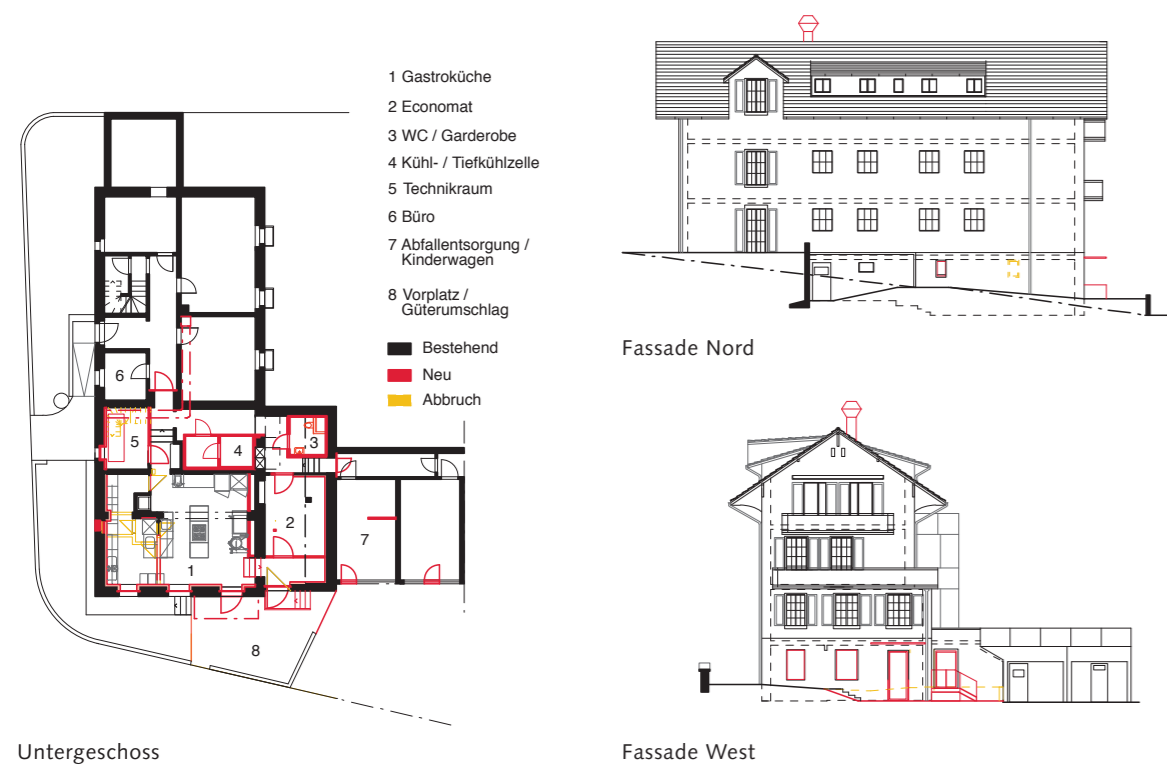 1 Gastroküche
2 Economat
3 WC / Garderobe
4 Kühl- / Tiefkühlzelle
5 Technikraum
6 Büro
7 Abfallentsorgung /
Kinderwagen
8 Vorplatz /
Güterumschlag
Bestehend
Neu
Abbruch
6
5
4
3
2
1
7
8
Untergeschoss
Fassade Nord
Fassade West